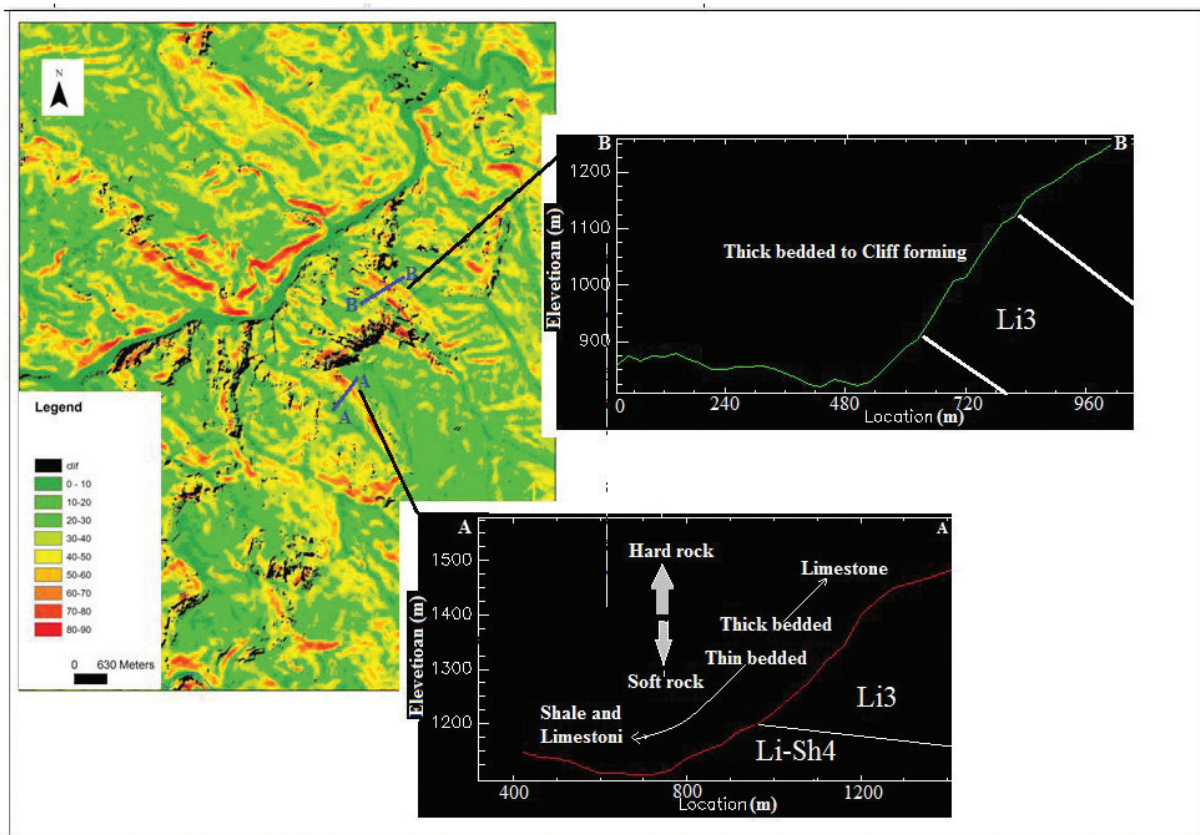 N
B
B
A
A
Legend
clif
0 - 10
10-20
20-30
30-40
40-50
50-60
60-70
70-80
80-90
0 630 Meters
B
B
1200
1100
1000
900
Elevetioan (m)
Thick bedded to Cliff forming
Li3
0 240 480 720 960
Location (m)
A
A
1500
1400
1300
1200
Elevetioan (m)
Hard rock
Limestone
Thick bedded
Thin bedded
Soft rock
Shale and
Limestoni
Li3
Li-Sh4
400 800 1200
Location (m)